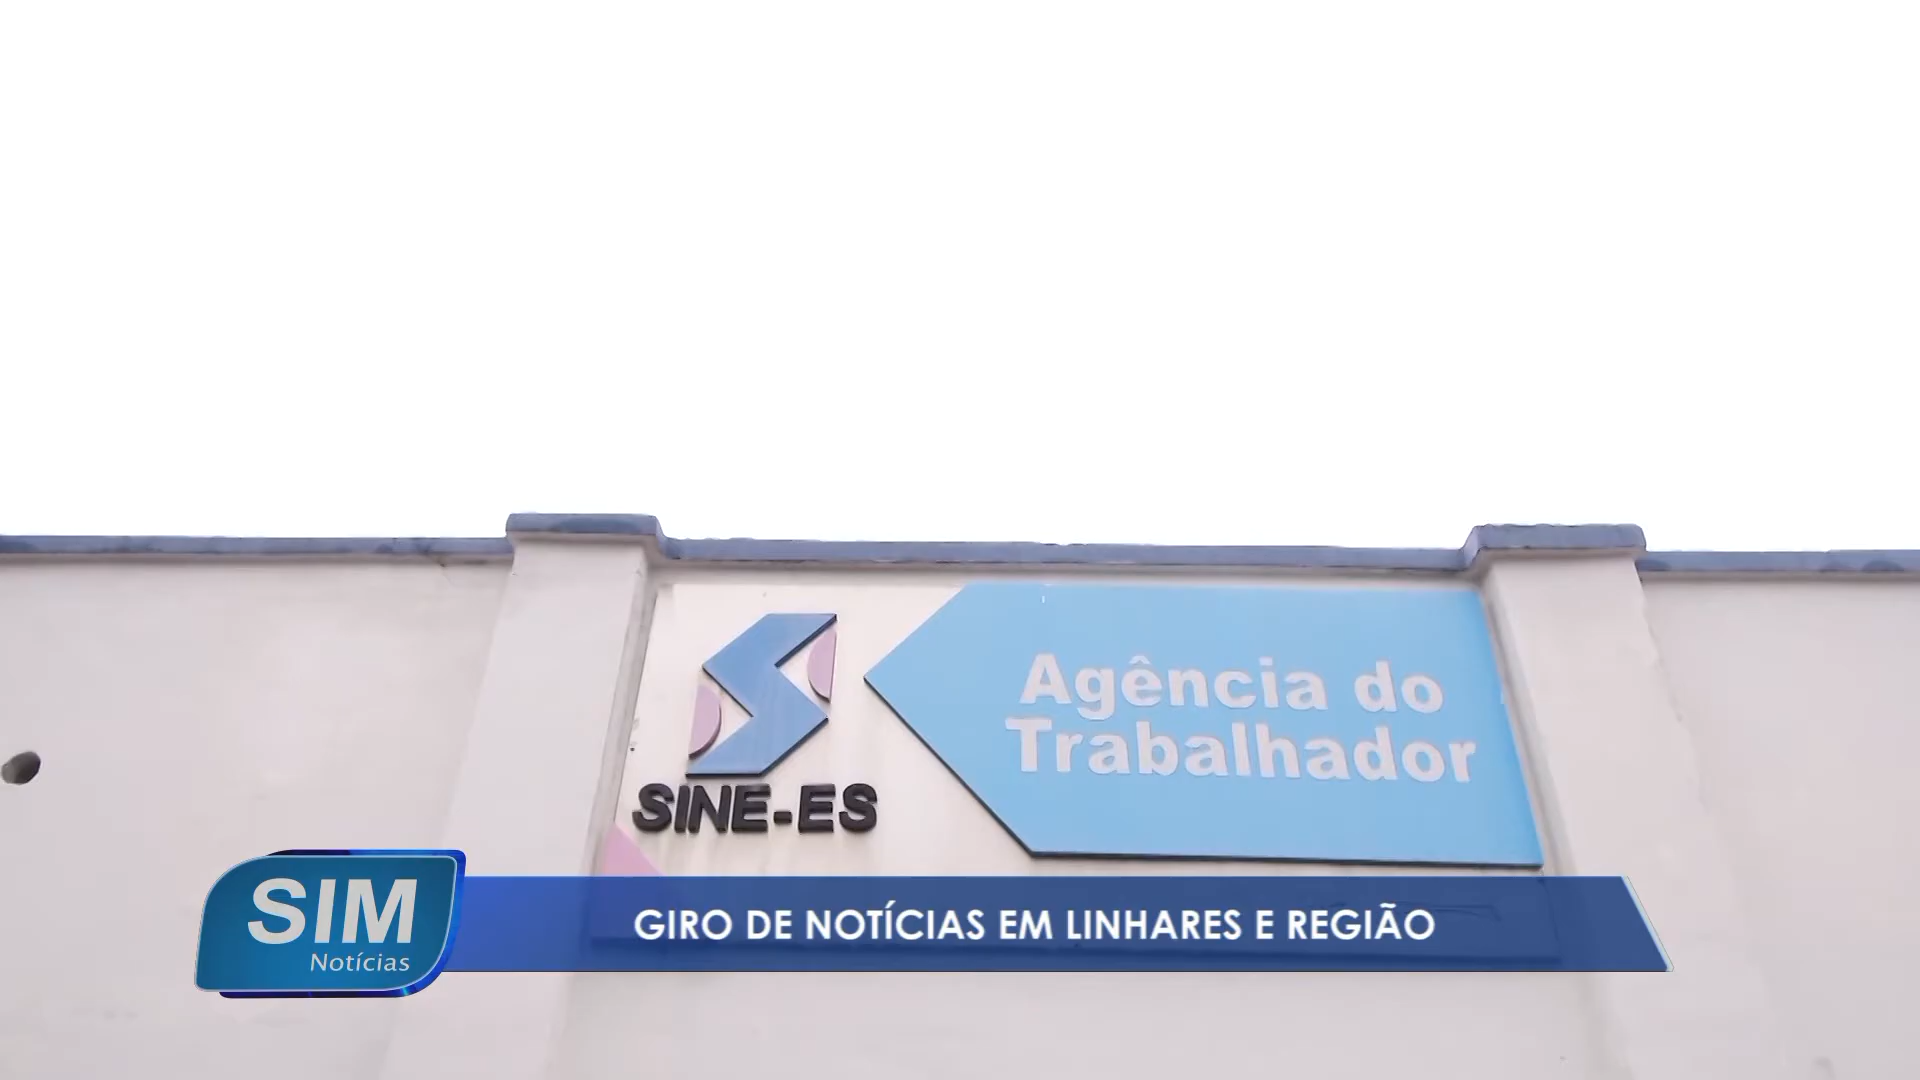 Agência do
Trabalhador
SINE-ES
SIM
Notícias
GIRO DE NOTÍCIAS EM LINHARES E REGIÃO